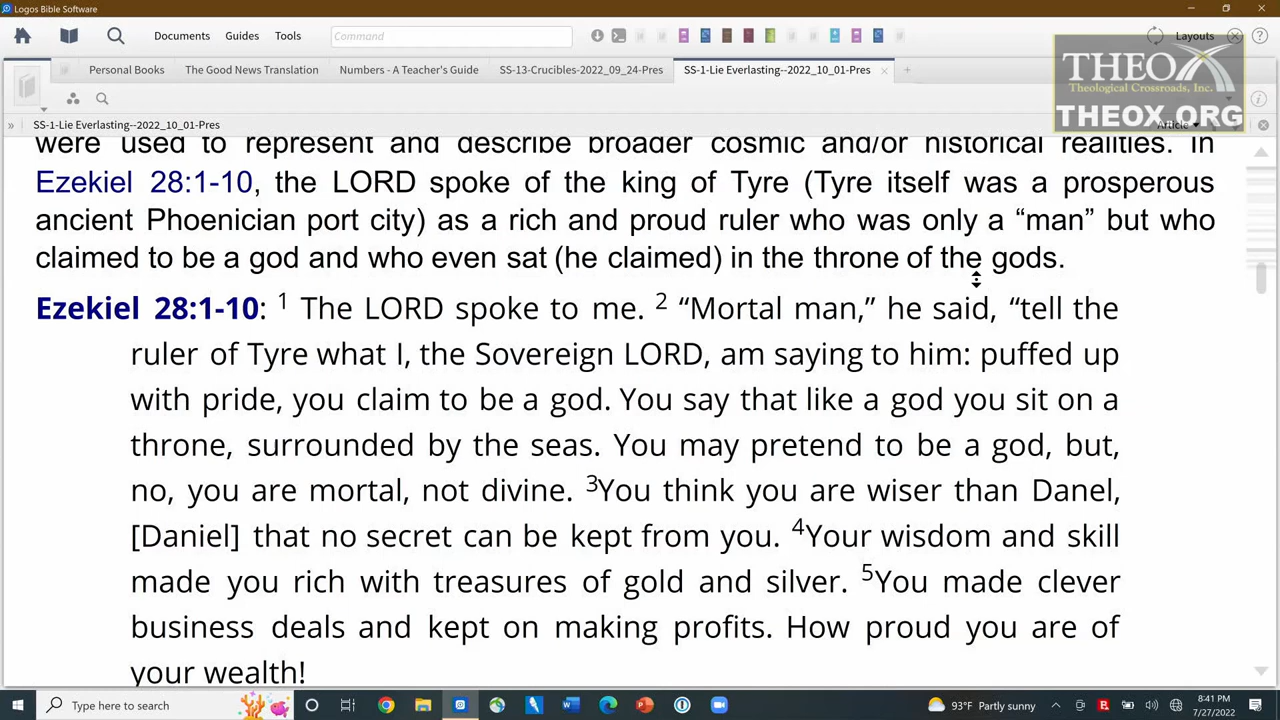 Logos Bible Software
Documents Guides Tools Command Layouts
THEOX
Theological Crossroads, Inc.
THEOX.ORG
Personal Books The Good News Translation Numbers - A Teacher's Guide SS-13-Crucibles-2022_09_24-Pres SS-1-Lie Everlasting--2022_10_01-Pres
SS-1-Lie Everlasting--2022_10_01-Pres Article
were used to represent and describe broader cosmic and/or historical realities. In
Ezekiel 28:1-10, the LORD spoke of the king of Tyre (Tyre itself was a prosperous
ancient Phoenician port city) as a rich and proud ruler who was only a “man” but who
claimed to be a god and who even sat (he claimed) in the throne of the gods.
Ezekiel 28:1-10: 1 The LORD spoke to me. 2 “Mortal man,” he said, “tell the
ruler of Tyre what I, the Sovereign LORD, am saying to him: puffed up
with pride, you claim to be a god. You say that like a god you sit on a
throne, surrounded by the seas. You may pretend to be a god, but,
no, you are mortal, not divine. 3You think you are wiser than Danel,
[Daniel] that no secret can be kept from you. 4Your wisdom and skill
made you rich with treasures of gold and silver. 5You made clever
business deals and kept on making profits. How proud you are of
your wealth!
Type here to search 93°F Partly sunny 8:41 PM
7/27/2022